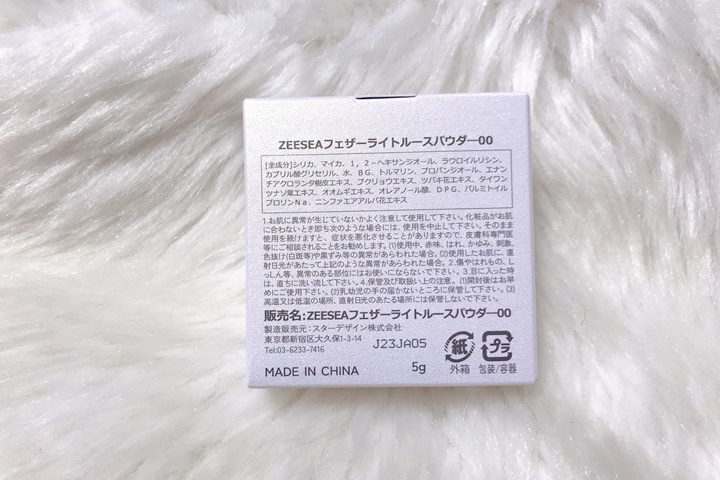 ZEESEAフェザーライトルースパウダー00
[全成分]シリカ、マイカ、1，2－ヘキサンジオール、ラウロイルリシン、
カプリル酸グリセリル、水、BG、トルマリン、プロパンジオール、エナン
チアクロランタ樹皮エキス、ブクリョウエキス、ツバキ花エキス、タイワン
ツナソ葉エキス、オオムギエキス、オレアノール酸、DPG、パルミトイル
プロリンNa、ニンファエアアルバ花エキス
1.お肌に異常が生じていないかよく注意して使用して下さい。化粧品がお肌
に合わないとき即ち次のような場合には、使用を中止して下さい。そのまま
使用を続けますと、症状を悪化させることがありますので、皮膚科専門医
等にご相談されることをお勧めします。(1)使用中、赤味、はれ、かゆみ、刺激、
色抜け(白斑等)や黒ずみ等の異常があらわれた場合。(2)使用したお肌に、直
射日光があたって上記のような異常があらわれた場合。2.傷やはれもの、し
っしん等、異常のある部位にはお使いにならないで下さい。3.目に入った時
は、直ちに洗い流して下さい。4.保管及び取扱い上の注意。(1)開封後はお早
めにご使用下さい。(2)乳幼児の手の届かないところに保管して下さい。(3)
高温又は低温の場所、直射日光のあたる場所には保管しないで下さい。
販売名:ZEESEAフェザーライトルースパウダー00
製造販売元：スターデザイン株式会社
東京都新宿区大久保1-3-14
Tel:03-6233-7416
J23JA05
紙
プラ
MADE IN CHINA
5g
外箱
包装/容器